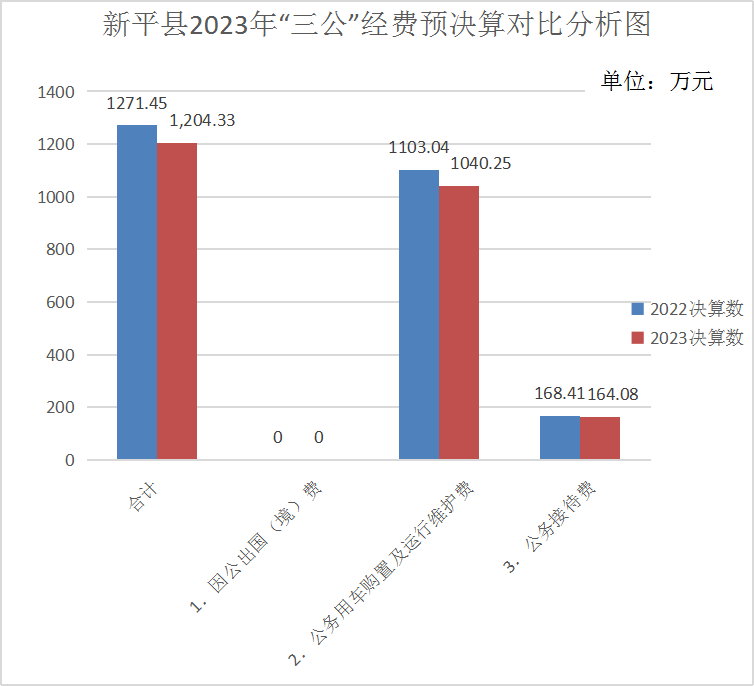 新平县2023年“三公”经费预决算对比分析图
单位：万元
1400
1200
1000
800
600
400
200
0
1271.45
1,204.33
0
0
1103.04
1040.25
168.41
164.08
2022决算数
2023决算数
合计
1．因公出国（境）费
2．公务用车购置及运行维护费
3．公务接待费